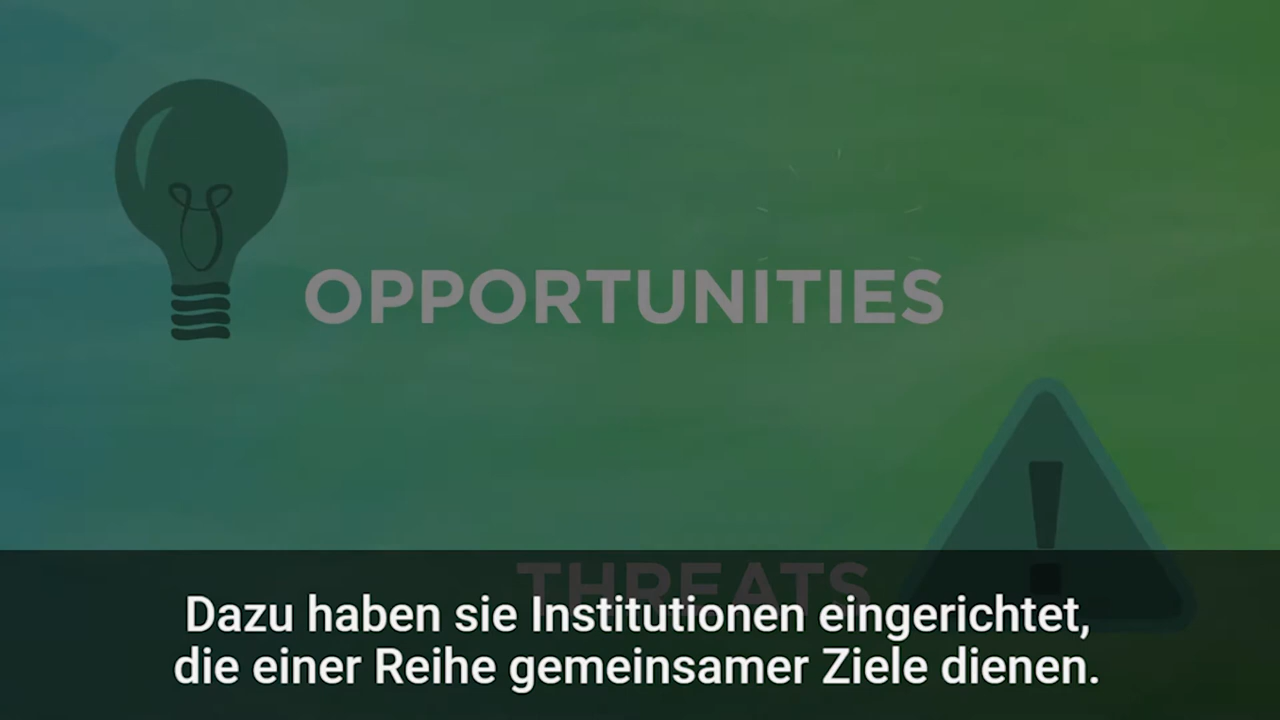 OPPORTUNITIES
THREATS
Dazu haben sie Institutionen eingerichtet,
die einer Reihe gemeinsamer Ziele dienen.